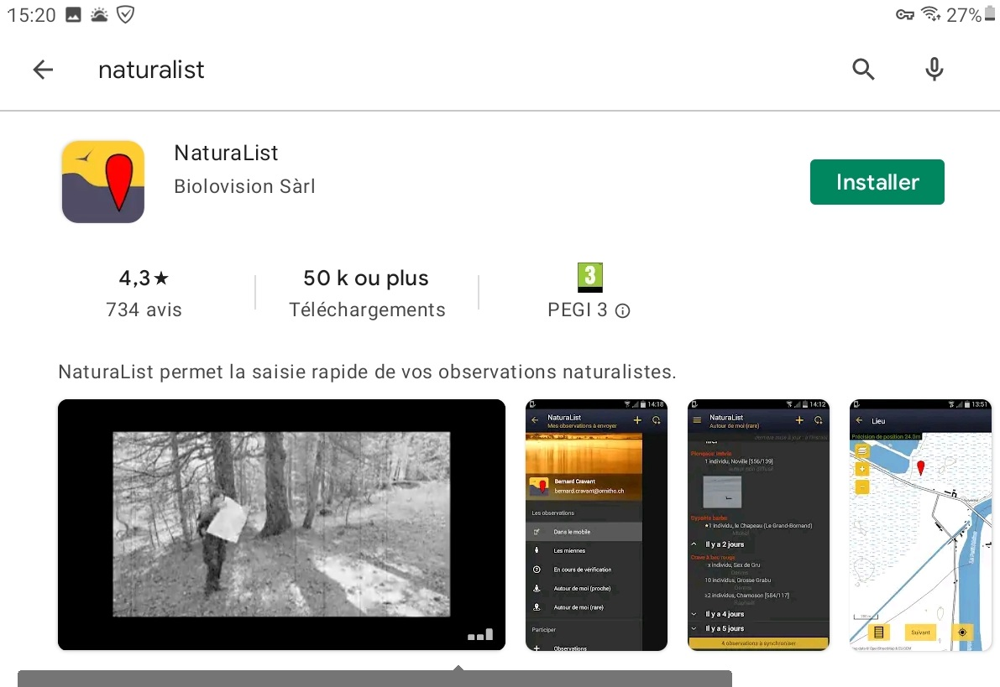 15:20
27%
naturalist
NaturaList
Biolovision Sàrl
Installer
4,3★
734 avis
50 k ou plus
Téléchargements
3
PEGI 3
NaturaList permet la saisie rapide de vos observations naturalistes.
14:18
NaturaList
Mes observations à envoyer
Bernard Cravant
bernard.cravant@ornitho.ch
Les observations
Dans le mobile
Les miennes
En cours de vérification
Autour de moi (proche)
Autour de moi (rare)
Participer
Observations
14:12
NaturaList
Autour de moi (rare)
1 individu, Noville [556/139]
1 individu, le Chapeau (Le Grand-Bornand)
Il y a 2 jours
Crave à bec rouge
x individu, Sex de Gru
10 individus, Grosse Grabu
≥2 individus, Chamoson [584/117]
Il y a 4 jours
Il y a 5 jours
4 observations à synchroniser
13:51
Lieu
Précision de position 24.0m
Suivant